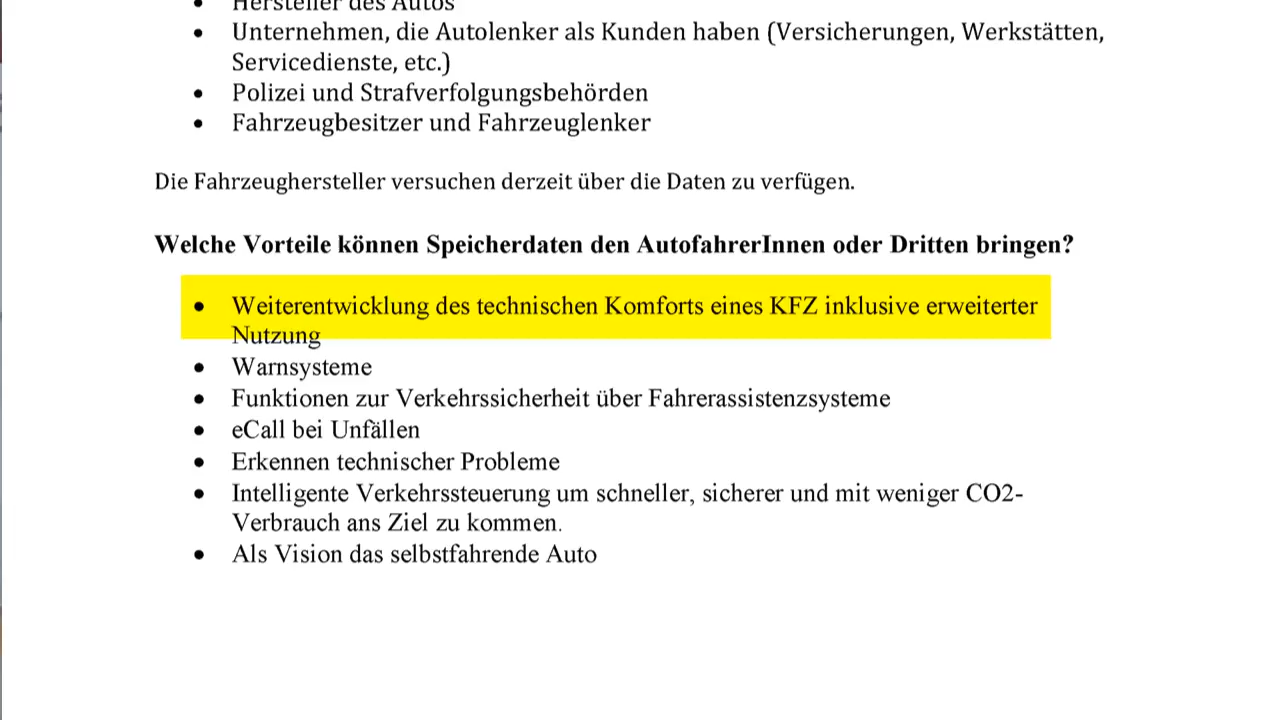 • Hersteller des Autos
• Unternehmen, die Autolenker als Kunden haben (Versicherungen, Werkstätten,
Servicedienste, etc.)
• Polizei und Strafverfolgungsbehörden
• Fahrzeugbesitzer und Fahrzeuglenker
Die Fahrzeughersteller versuchen derzeit über die Daten zu verfügen.
Welche Vorteile können Speicherdaten den AutofahrerInnen oder Dritten bringen?
• Weiterentwicklung des technischen Komforts eines KFZ inklusive erweiterter
Nutzung
• Warnsysteme
• Funktionen zur Verkehrssicherheit über Fahrerassistenzsysteme
• eCall bei Unfällen
• Erkennen technischer Probleme
• Intelligente Verkehrssteuerung um schneller, sicherer und mit weniger CO2-
Verbrauch ans Ziel zu kommen.
• Als Vision das selbstfahrende Auto